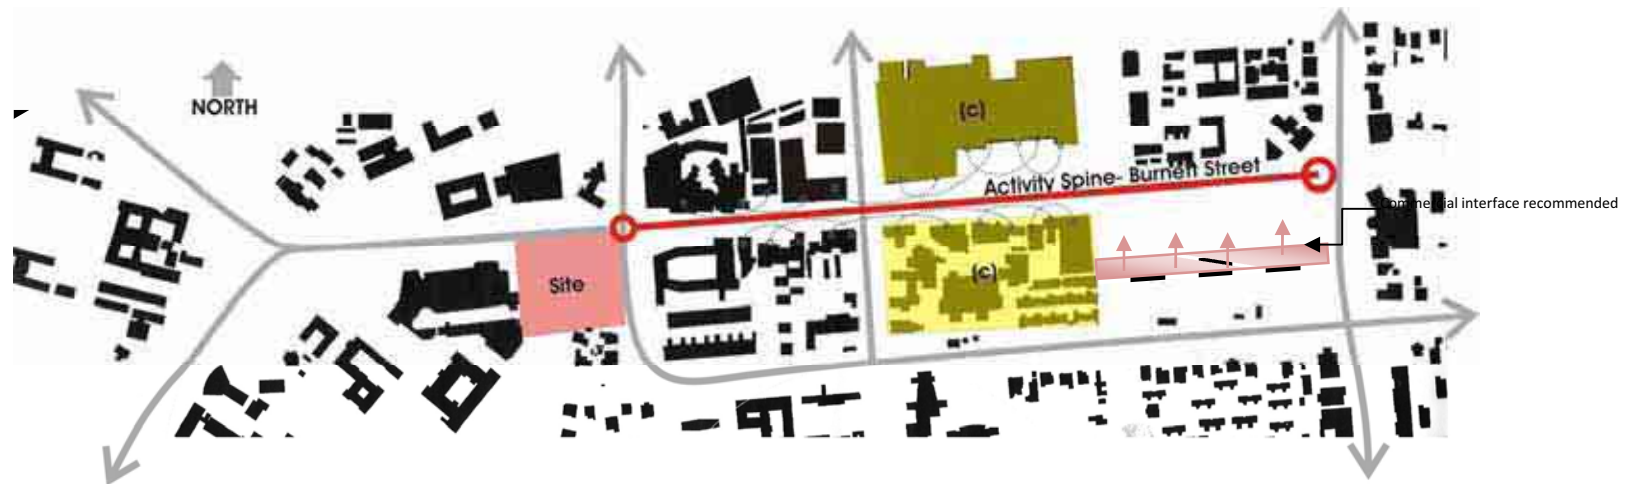 NORTH
(c)
Activity Spine- Burnett Street
Commercial interface recommended
Site
(c)